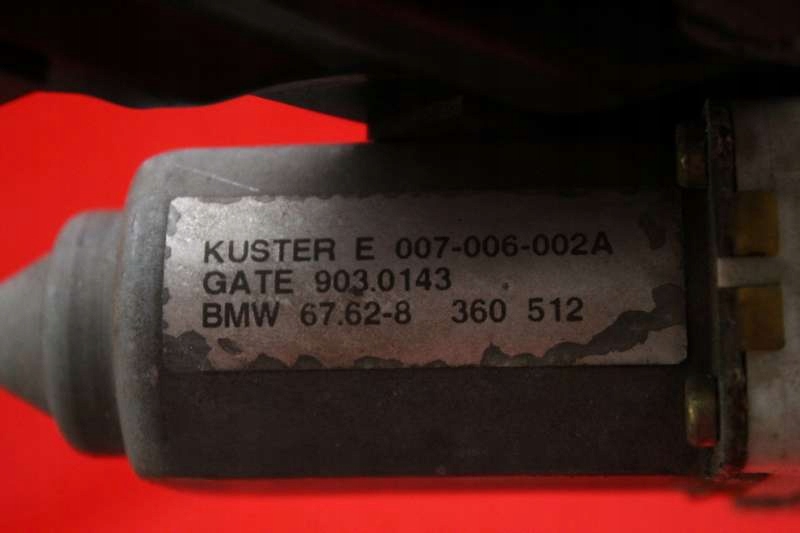 KUSTER E 007-006-002A
GATE 903.0143
BMW 67.62-8 360 512